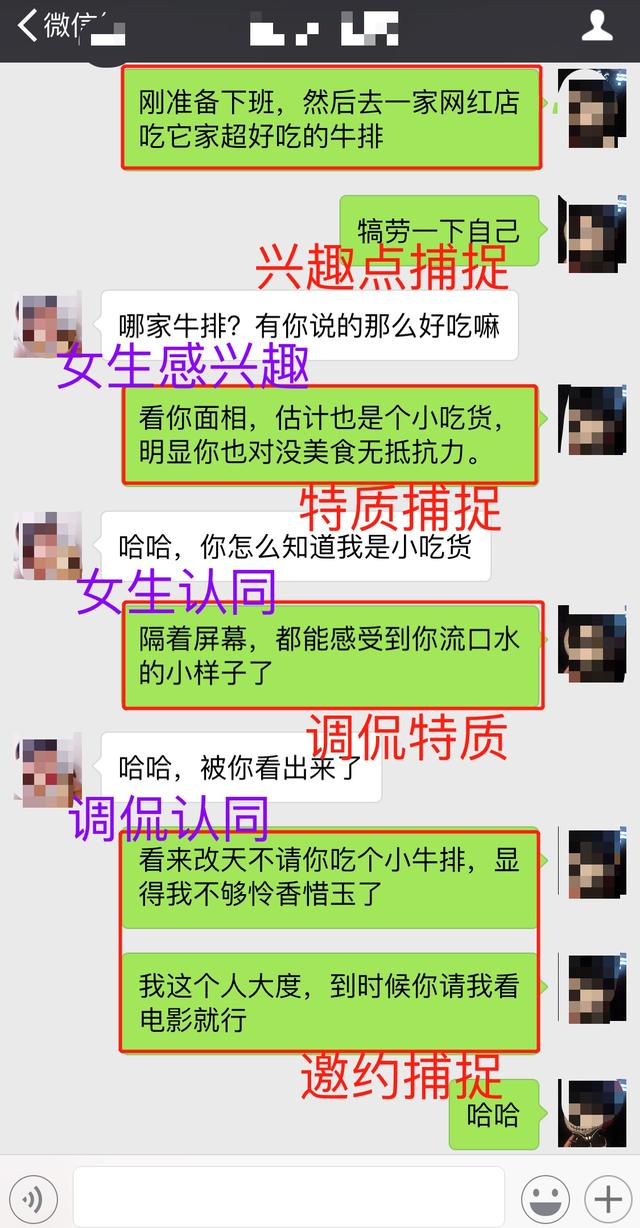 微信
刚准备下班，然后去一家网红店
吃它家超好吃的牛排
犒劳一下自己
兴趣点捕捉
哪家牛排？有你说的那么好吃嘛
女生感兴趣
看你面相，估计也是个小吃货，
明显你也对没美食无抵抗力。
特质捕捉
哈哈，你怎么知道我是小吃货
女生认同
隔着屏幕，都能感受到你流口水
的小样子了
调侃特质
哈哈，被你看出来了
调侃认同
看来改天不请你吃个小牛排，显
得我不够怜香惜玉了
我这个人大度，到时候你请我看
电影就行
邀约捕捉
哈哈